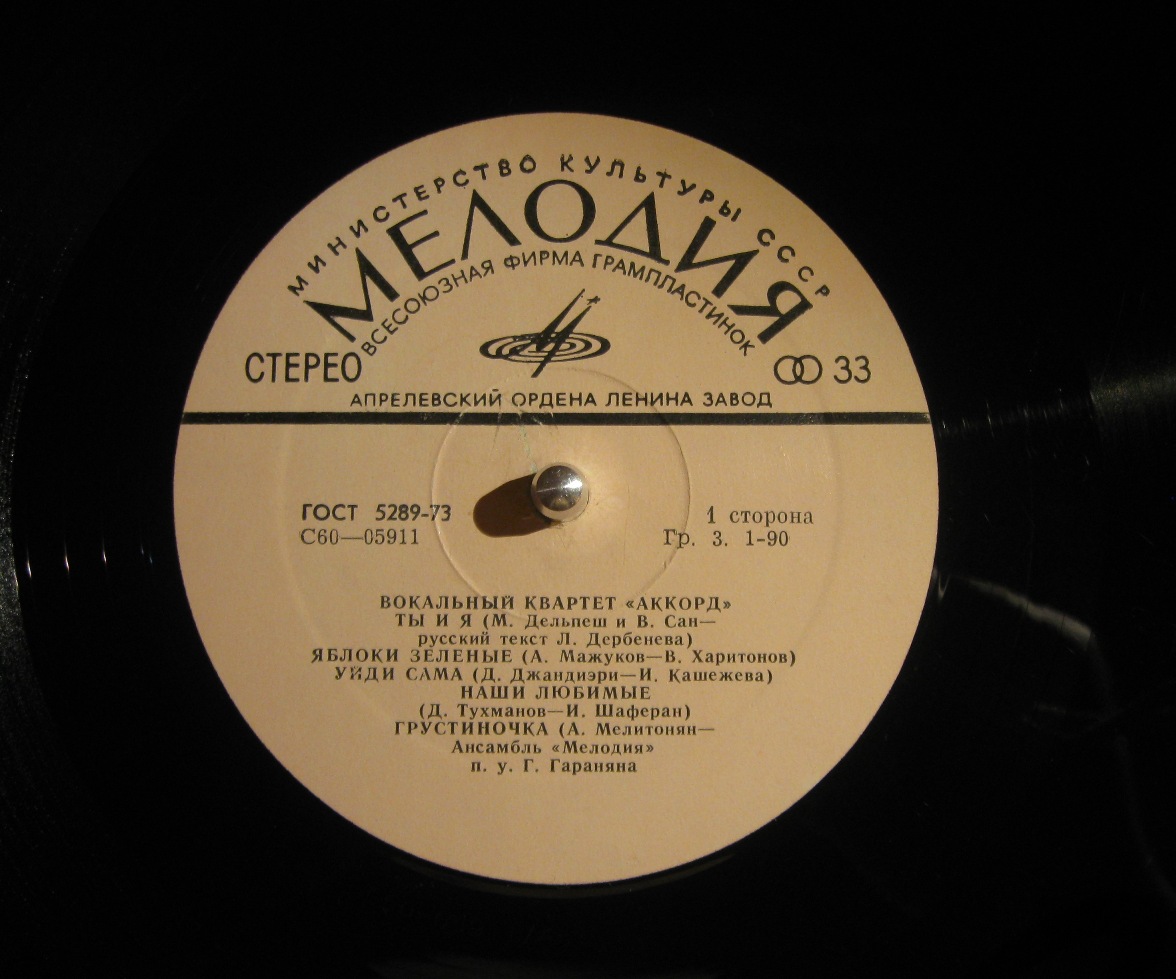 МИНИСТЕРСТВО КУЛЬТУРЫ СССР
МЕЛОДИЯ
ВСЕСОЮЗНАЯ ФИРМА ГРАМПЛАСТИНОК
СТЕРЕО
33
АПРЕЛЕВСКИЙ ОРДЕНА ЛЕНИНА ЗАВОД
ГОСТ 5289-73
С60—05911
1 сторона
Гр. 3. 1-90
ВОКАЛЬНЫЙ КВАРТЕТ «АККОРД»
ТЫ И Я (М. Дельпеш и В. Сан—
русский текст Л. Дербенева)
ЯБЛОКИ ЗЕЛЕНЫЕ (А. Мажуков—В. Харитонов)
УЙДИ САМА (Д. Джандиэри—И. Кашежева)
НАШИ ЛЮБИМЫЕ
(Д. Тухманов—И. Шаферан)
ГРУСТИНОЧКА (А. Мелитонян—
Ансамбль «Мелодия»
п. у. Г. Гараняна